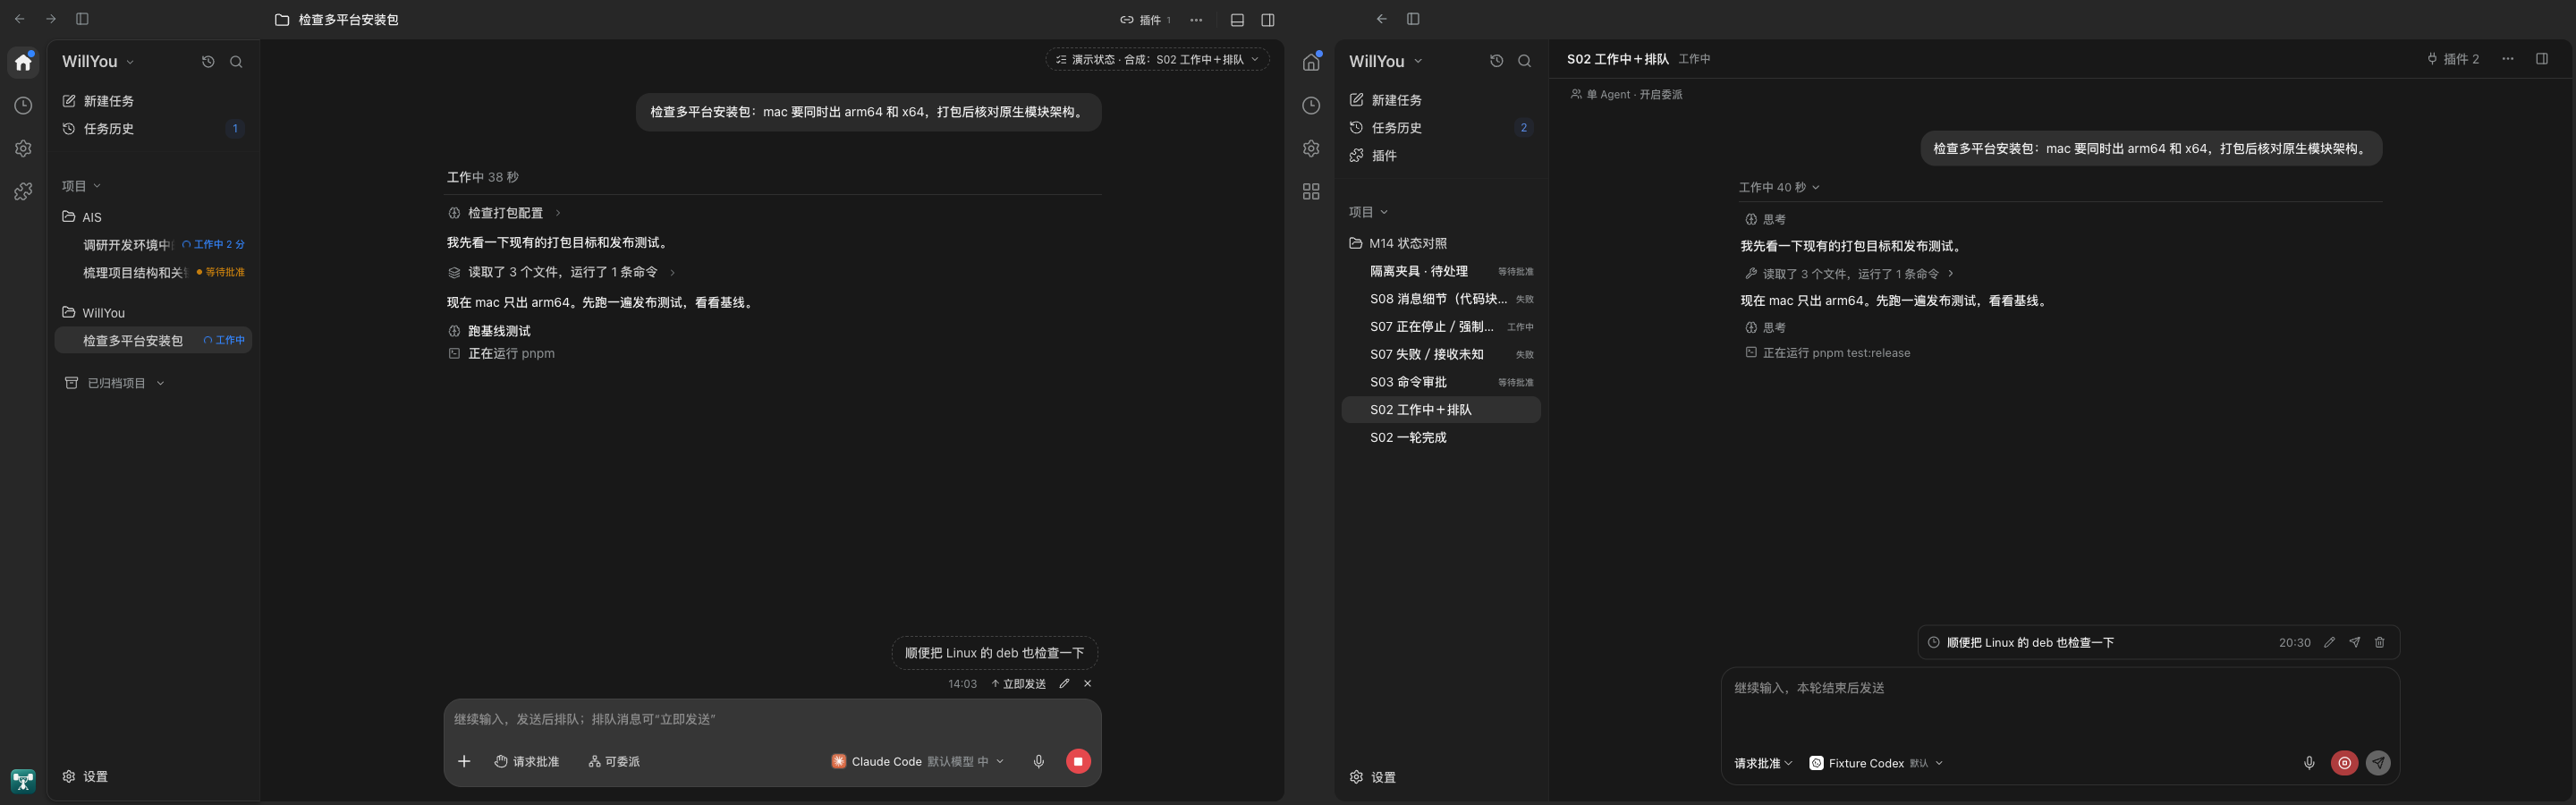 检查多平台安装包
插件 1
WillYou
新建任务
任务历史 1
项目
AIS
调研开发环境中 工作中 2 分
梳理项目结构和关 等待批准
WillYou
检查多平台安装包 工作中
已归档项目
设置
演示状态 · 合成：S02 工作中＋排队
检查多平台安装包：mac 要同时出 arm64 和 x64，打包后核对原生模块架构。
工作中 38 秒
检查打包配置
我先看一下现有的打包目标和发布测试。
读取了 3 个文件，运行了 1 条命令
现在 mac 只出 arm64。先跑一遍发布测试，看看基线。
跑基线测试
正在运行 pnpm
顺便把 Linux 的 deb 也检查一下
14:03 立即发送
继续输入，发送后排队；排队消息可“立即发送”
请求批准 可委派 Claude Code 默认模型 中
WillYou
新建任务
任务历史 2
插件
项目
M14 状态对照
隔离夹具 · 待处理 等待批准
S08 消息细节（代码块... 失败
S07 正在停止 / 强制... 工作中
S07 失败 / 接收未知 失败
S03 命令审批 等待批准
S02 工作中＋排队
S02 一轮完成
设置
S02 工作中＋排队 工作中
插件 2
单 Agent · 开启委派
检查多平台安装包：mac 要同时出 arm64 和 x64，打包后核对原生模块架构。
工作中 40 秒
思考
我先看一下现有的打包目标和发布测试。
读取了 3 个文件，运行了 1 条命令
现在 mac 只出 arm64。先跑一遍发布测试，看看基线。
思考
正在运行 pnpm test:release
顺便把 Linux 的 deb 也检查一下 20:30
继续输入，本轮结束后发送
请求批准 Fixture Codex 默认